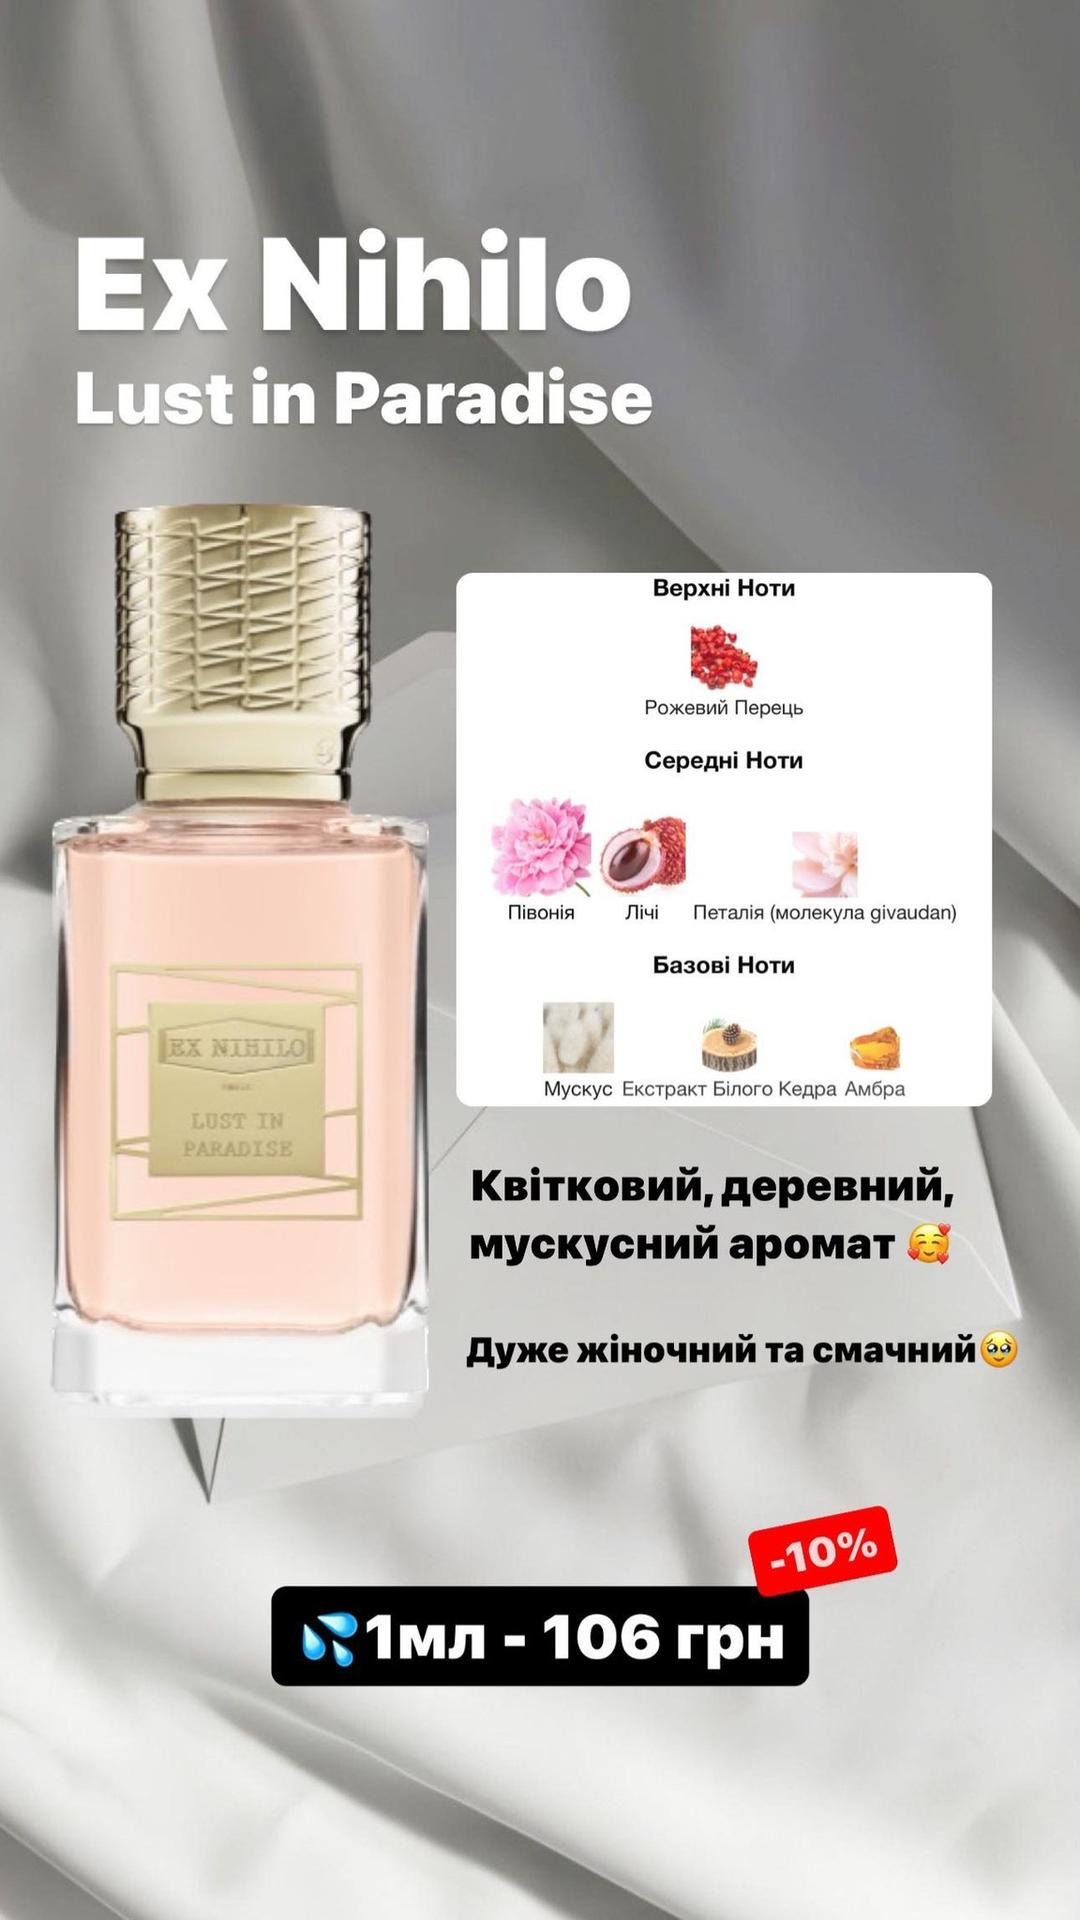 Ex Nihilo
Lust in Paradise
Верхні Ноти
Рожевий Перець
Середні Ноти
Півонія Лічі Петалія (молекула givaudan)
Базові Ноти
Мускус Екстракт Білого Кедра Амбра
EX NIHILO
LUST IN
PARADISE
Квітковий, деревний,
мускусний аромат 🥰
Дуже жіночний та смачний🥹
-10%
💦1мл - 106 грн